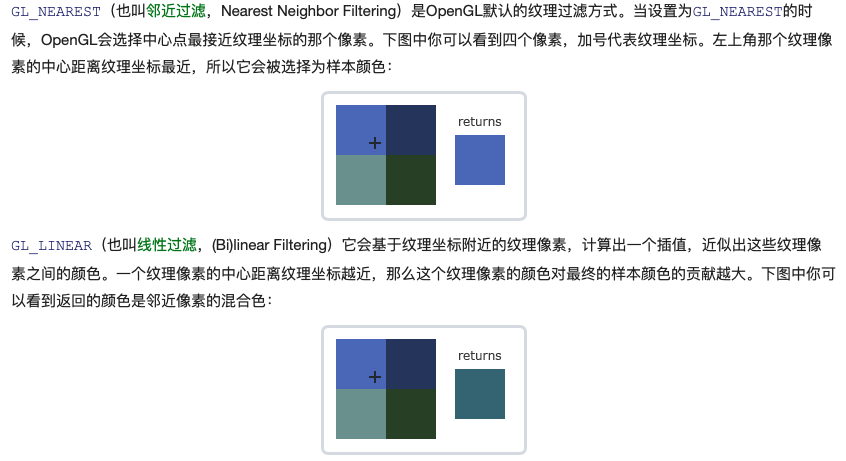 GL_NEAREST（也叫邻近过滤，Nearest Neighbor Filtering）是OpenGL默认的纹理过滤方式。当设置为GL_NEAREST的时
候，OpenGL会选择中心点最接近纹理坐标的那个像素。下图中你可以看到四个像素，加号代表纹理坐标。左上角那个纹理像
素的中心距离纹理坐标最近，所以它会被选择为样本颜色：
returns
GL_LINEAR（也叫线性过滤，(Bi)linear Filtering）它会基于纹理坐标附近的纹理像素，计算出一个插值，近似出这些纹理像
素之间的颜色。一个纹理像素的中心距离纹理坐标越近，那么这个纹理像素的颜色对最终的样本颜色的贡献越大。下图中你可
以看到返回的颜色是邻近像素的混合色：
returns